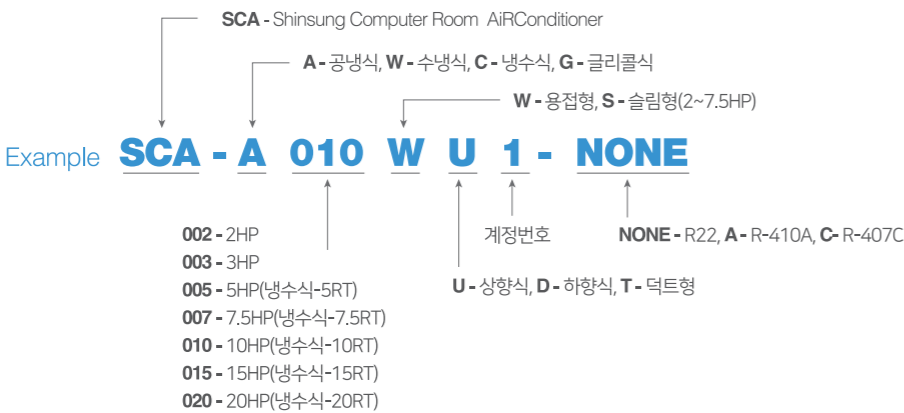 SCA - Shinsung Computer Room AiRConditioner
A - 공냉식, W - 수냉식, C - 냉수식, G - 글리콜식
W - 용접형, S - 슬림형(2~7.5HP)
Example SCA - A 010 W U 1 - NONE
002 - 2HP
003 - 3HP
005 - 5HP(냉수식-5RT)
007 - 7.5HP(냉수식-7.5RT)
010 - 10HP(냉수식-10RT)
015 - 15HP(냉수식-15RT)
020 - 20HP(냉수식-20RT)
계정번호
NONE - R22, A - R-410A, C- R-407C
U - 상향식, D - 하향식, T - 덕트형